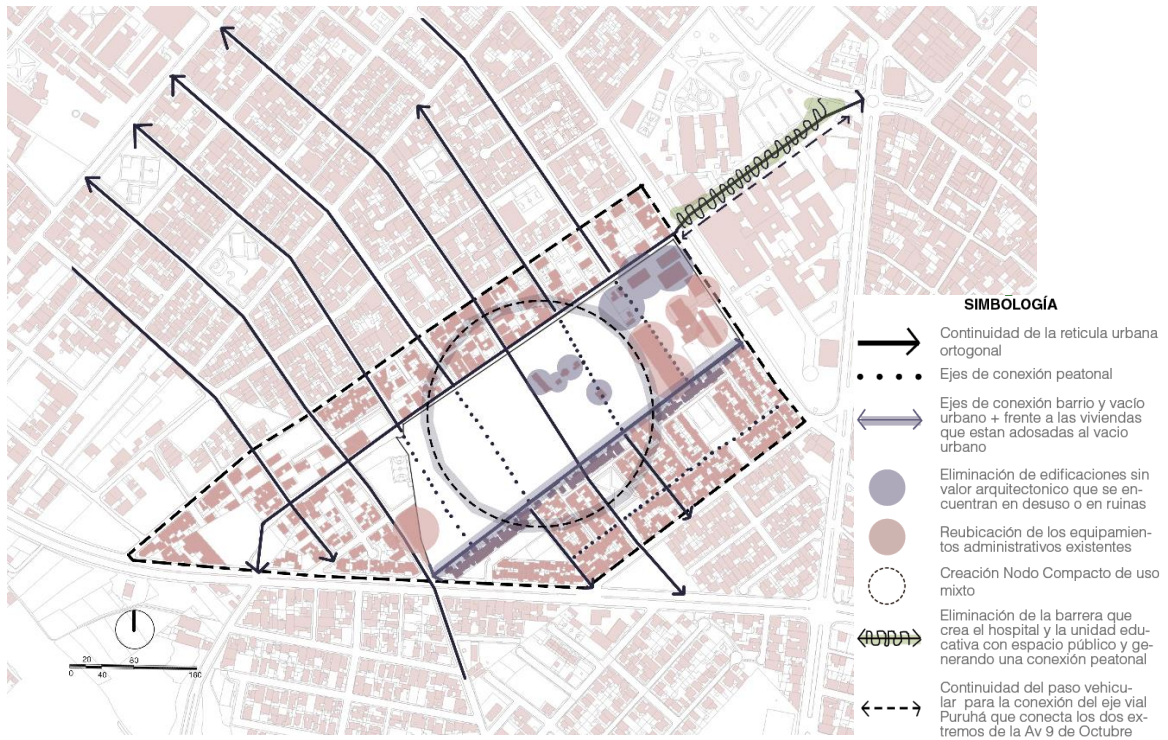 SIMBOLOGÍA
Continuidad de la reticula urbana
ortogonal
Ejes de conexión peatonal
Ejes de conexión barrio y vacío
urbano + frente a las viviendas
que estan adosadas al vacio
urbano
Eliminación de edificaciones sin
valor arquitectonico que se en-
cuentran en desuso o en ruinas
Reubicación de los equipamien-
tos administrativos existentes
Creación Nodo Compacto de uso
mixto
Eliminación de la barrera que
crea el hospital y la unidad edu-
cativa con espacio público y ge-
nerando una conexión peatonal
Continuidad del paso vehicu-
lar para la conexión del eje vial
Puruhá que conecta los dos ex-
tremos de la Av 9 de Octubre
20 80
0 40 180